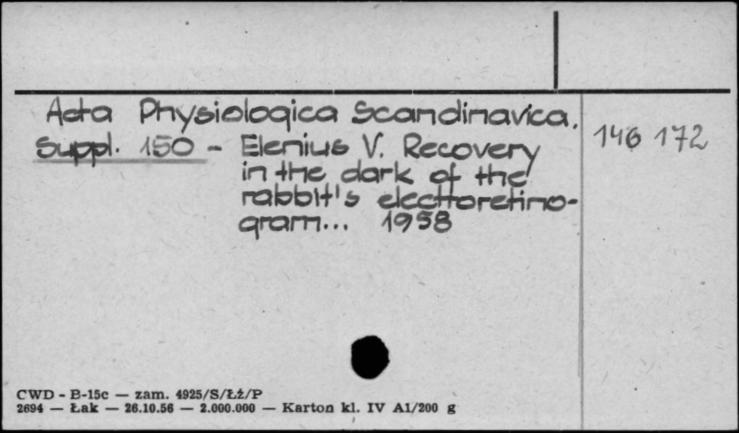 Acta Physiologica Scandinavica.
Suppl. 150 - Elenius V. Recovery
in the dark of the
rabbit's electroretino-
gram... 1958
146 172
CWD - B-15c — zam. 4925/S/Łż/P
2694 — Łak — 26.10.56 — 2.000.000 — Karton kl. IV A1/200 g